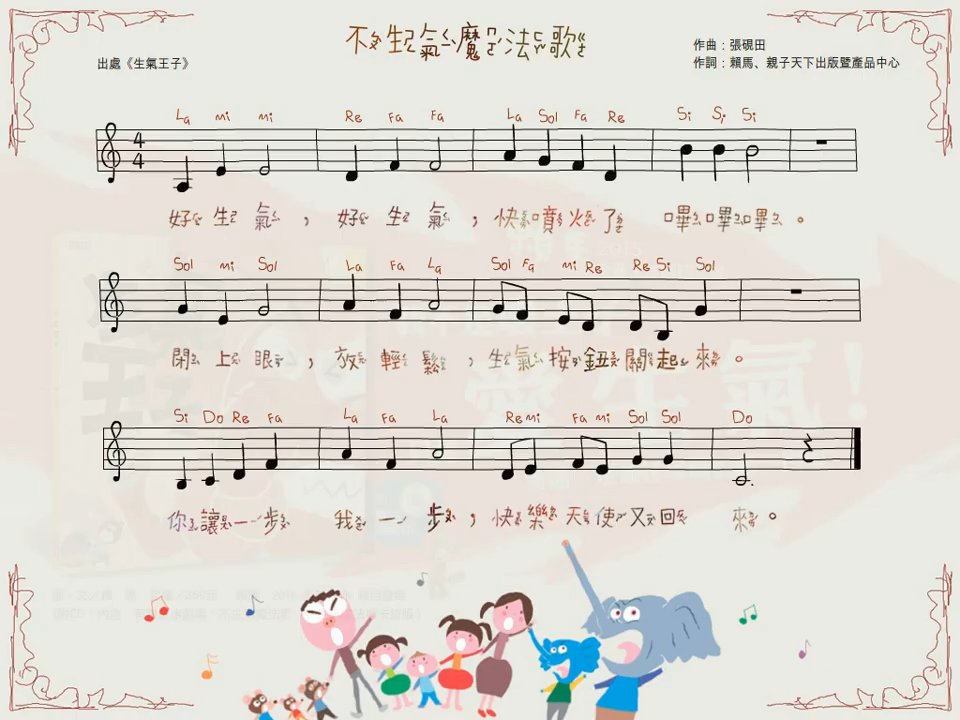 不生氣魔法歌
作曲：張硯田
出處《生氣王子》
作詞：賴馬、親子天下出版暨產品中心
La mi mi Re Fa Fa La Sol Fa Re Si Si Si
4
4
好生氣，好生氣，快噴火了嗶嗶嗶。
Sol mi Sol La Fa La Sol Fa mi Re Re Si Sol
閉上眼，放輕鬆，生氣按鈕關起來。
Si Do Re Fa La Fa La Re mi Fa mi Sol Sol Do
你讓一步我一步，快樂天使又回來。
愛生氣！